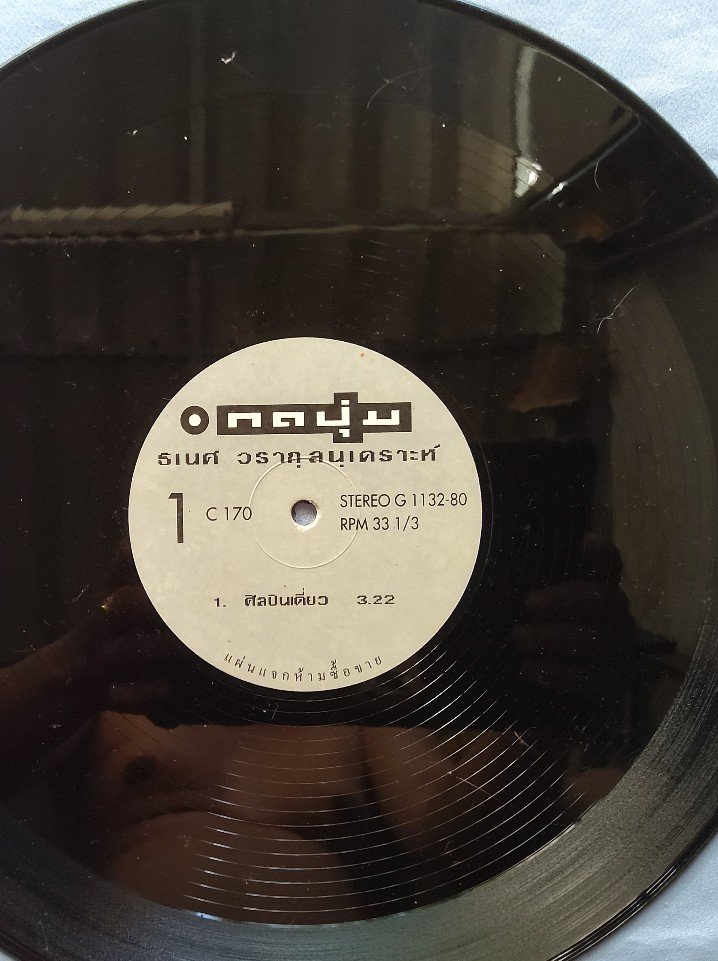 กดปุ่ม
ธเนศ วรากุลนุเคราะห์
1 C 170 STEREO G 1132-80
RPM 33 1/3
1. ศิลปินเดี่ยว 3.22
แผ่นแจกห้ามซื้อขาย